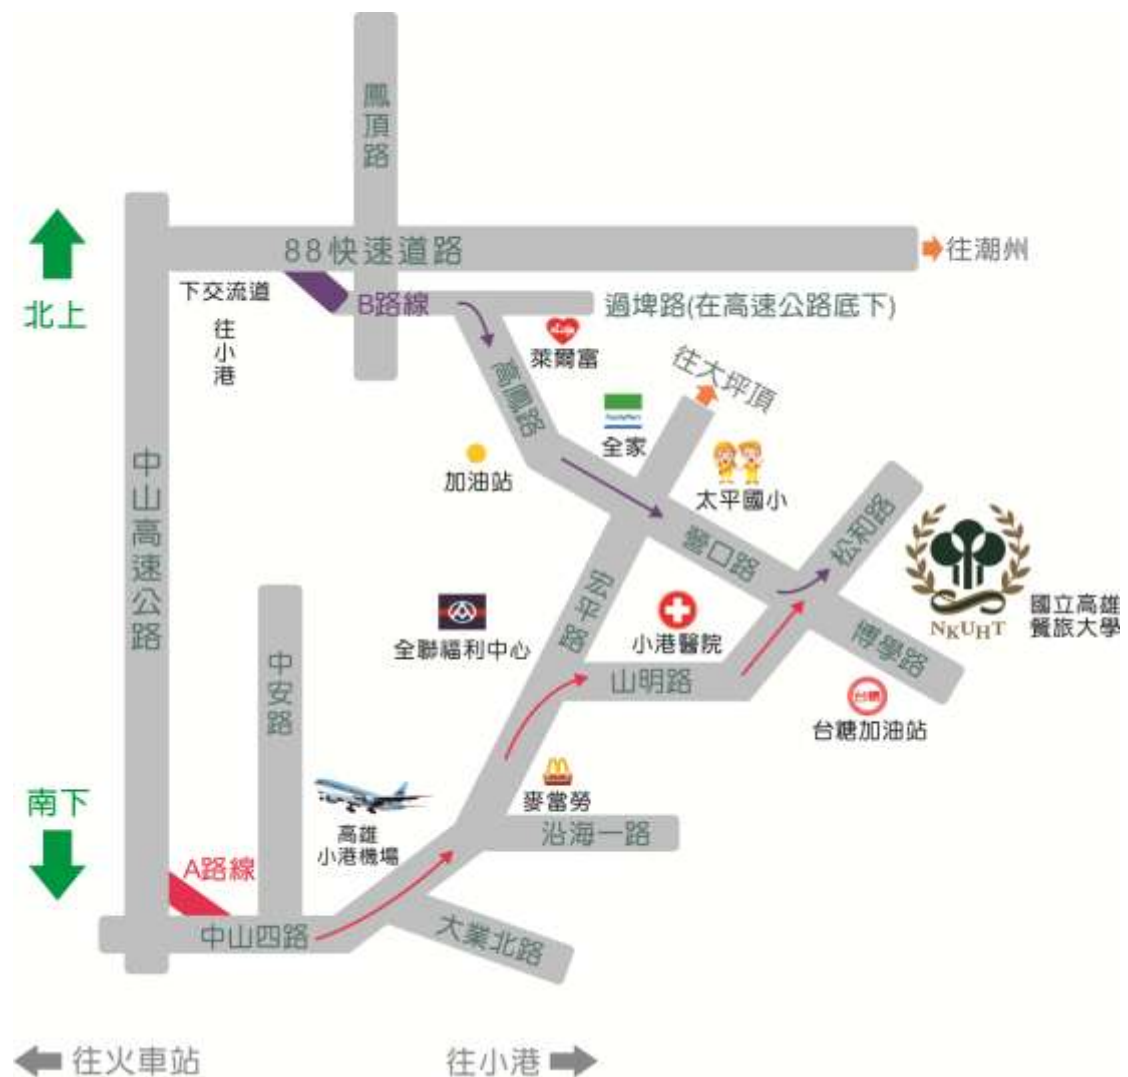 鳳頂路
88快速道路
往潮州
北上
下交流道
往小港
B路線
過埤路(在高速公路底下)
萊爾富
往大坪頂
高鳳路
全家
FamilyMart
加油站
太平國小
中山高速公路
營口路
松和路
宏平路
NKUHT
國立高雄
餐旅大學
全聯福利中心
小港醫院
博學路
中安路
山明路
台糖
台糖加油站
南下
麥當勞
高雄
小港機場
沿海一路
A路線
中山四路
大業北路
往火車站
往小港